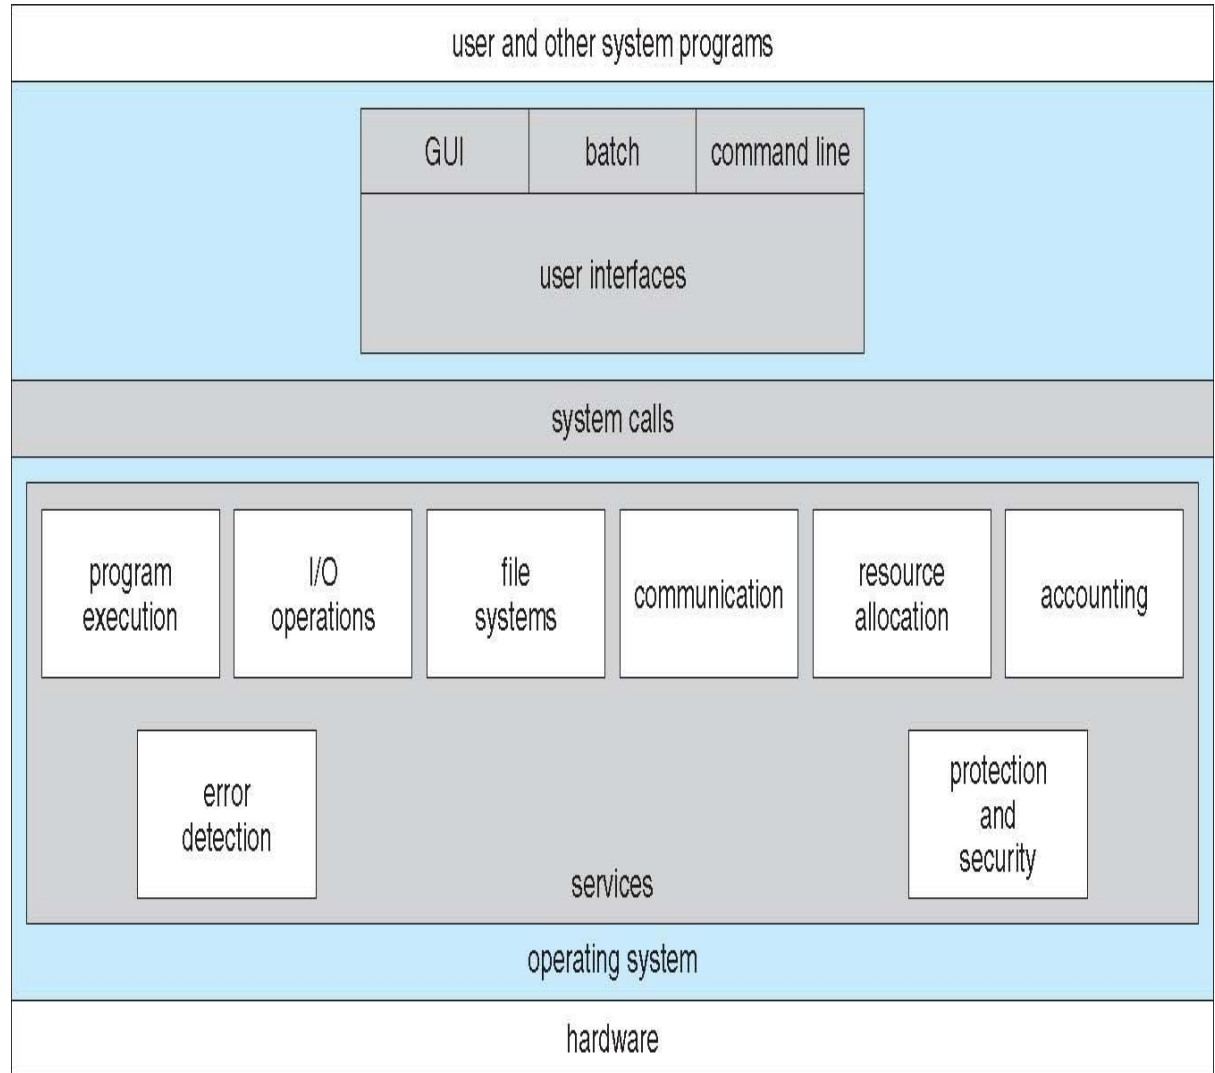 user and other system programs
GUI
batch
command line
user interfaces
system calls
program
execution
I/O
operations
file
systems
communication
resource
allocation
accounting
error
detection
protection
and
security
services
operating system
hardware